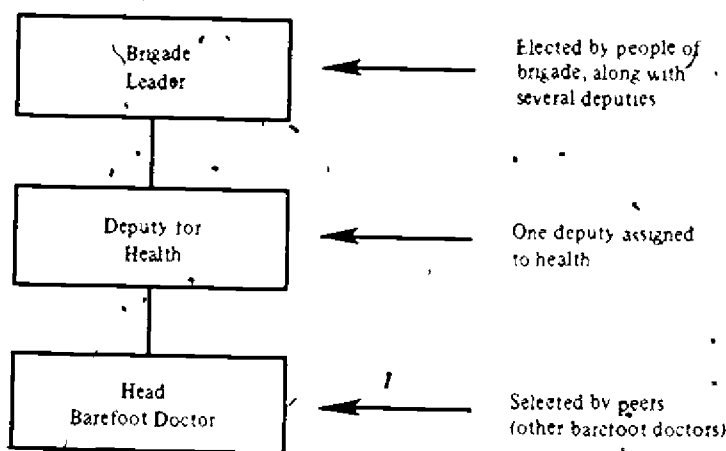 Brigade
Leader
Elected by people of
brigade, along with
several deputies
Deputy for
Health
One deputy assigned
to health
Head
Barefoot Doctor
Selected by peers
(other barefoot doctors)